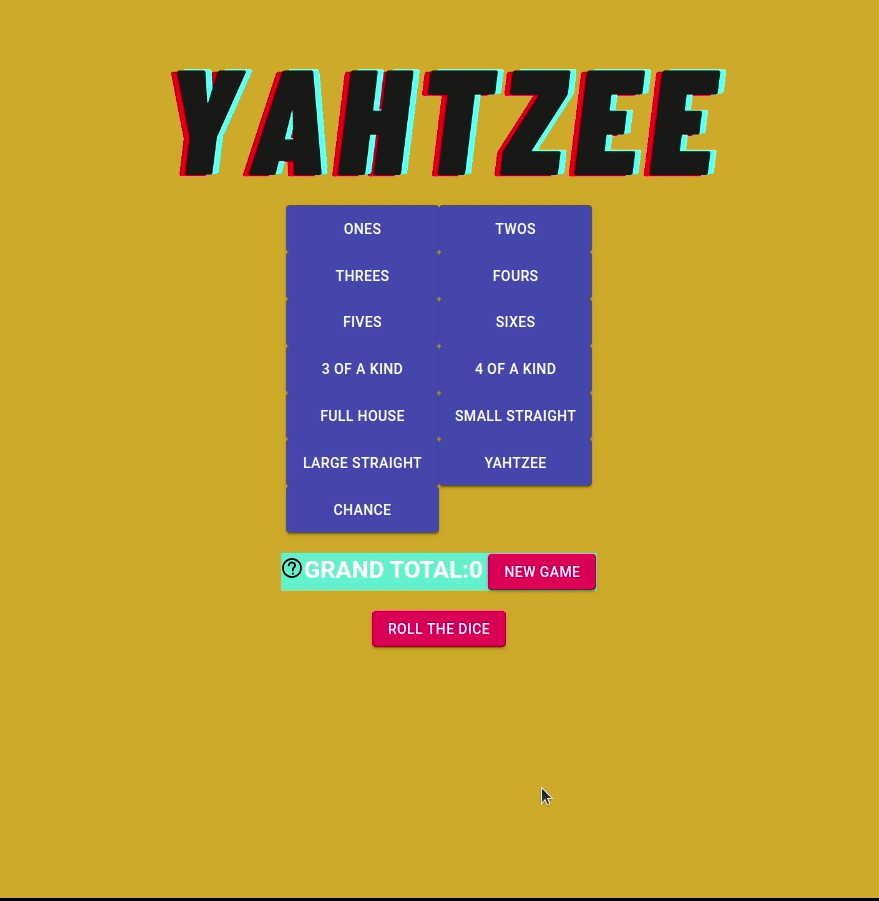 YAHTZEE
ONES TWOS
THREES FOURS
FIVES SIXES
3 OF A KIND 4 OF A KIND
FULL HOUSE SMALL STRAIGHT
LARGE STRAIGHT YAHTZEE
CHANCE
GRAND TOTAL:0 NEW GAME
ROLL THE DICE